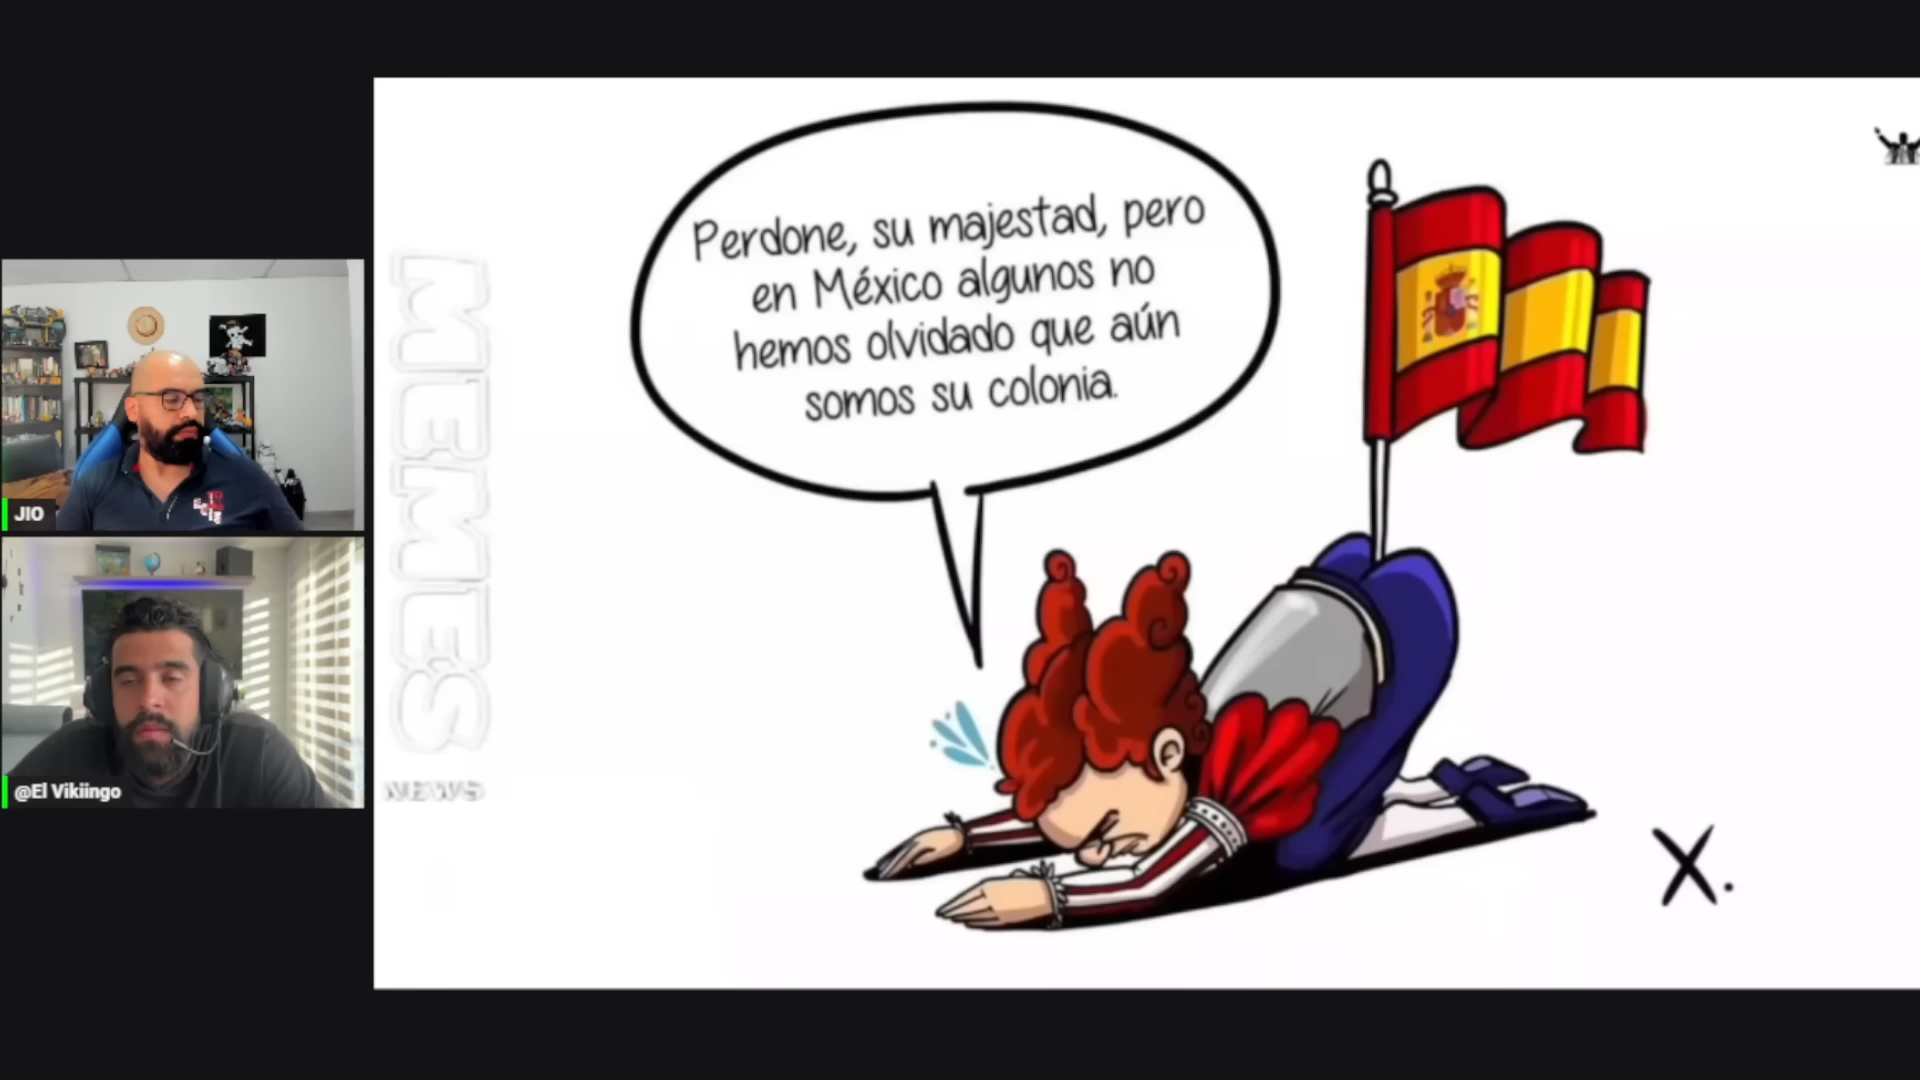 Perdone, su majestad, pero
en México algunos no
hemos olvidado que aún
somos su colonia.
MEMES
NEWS
JIO
@El Vikiingo
X.